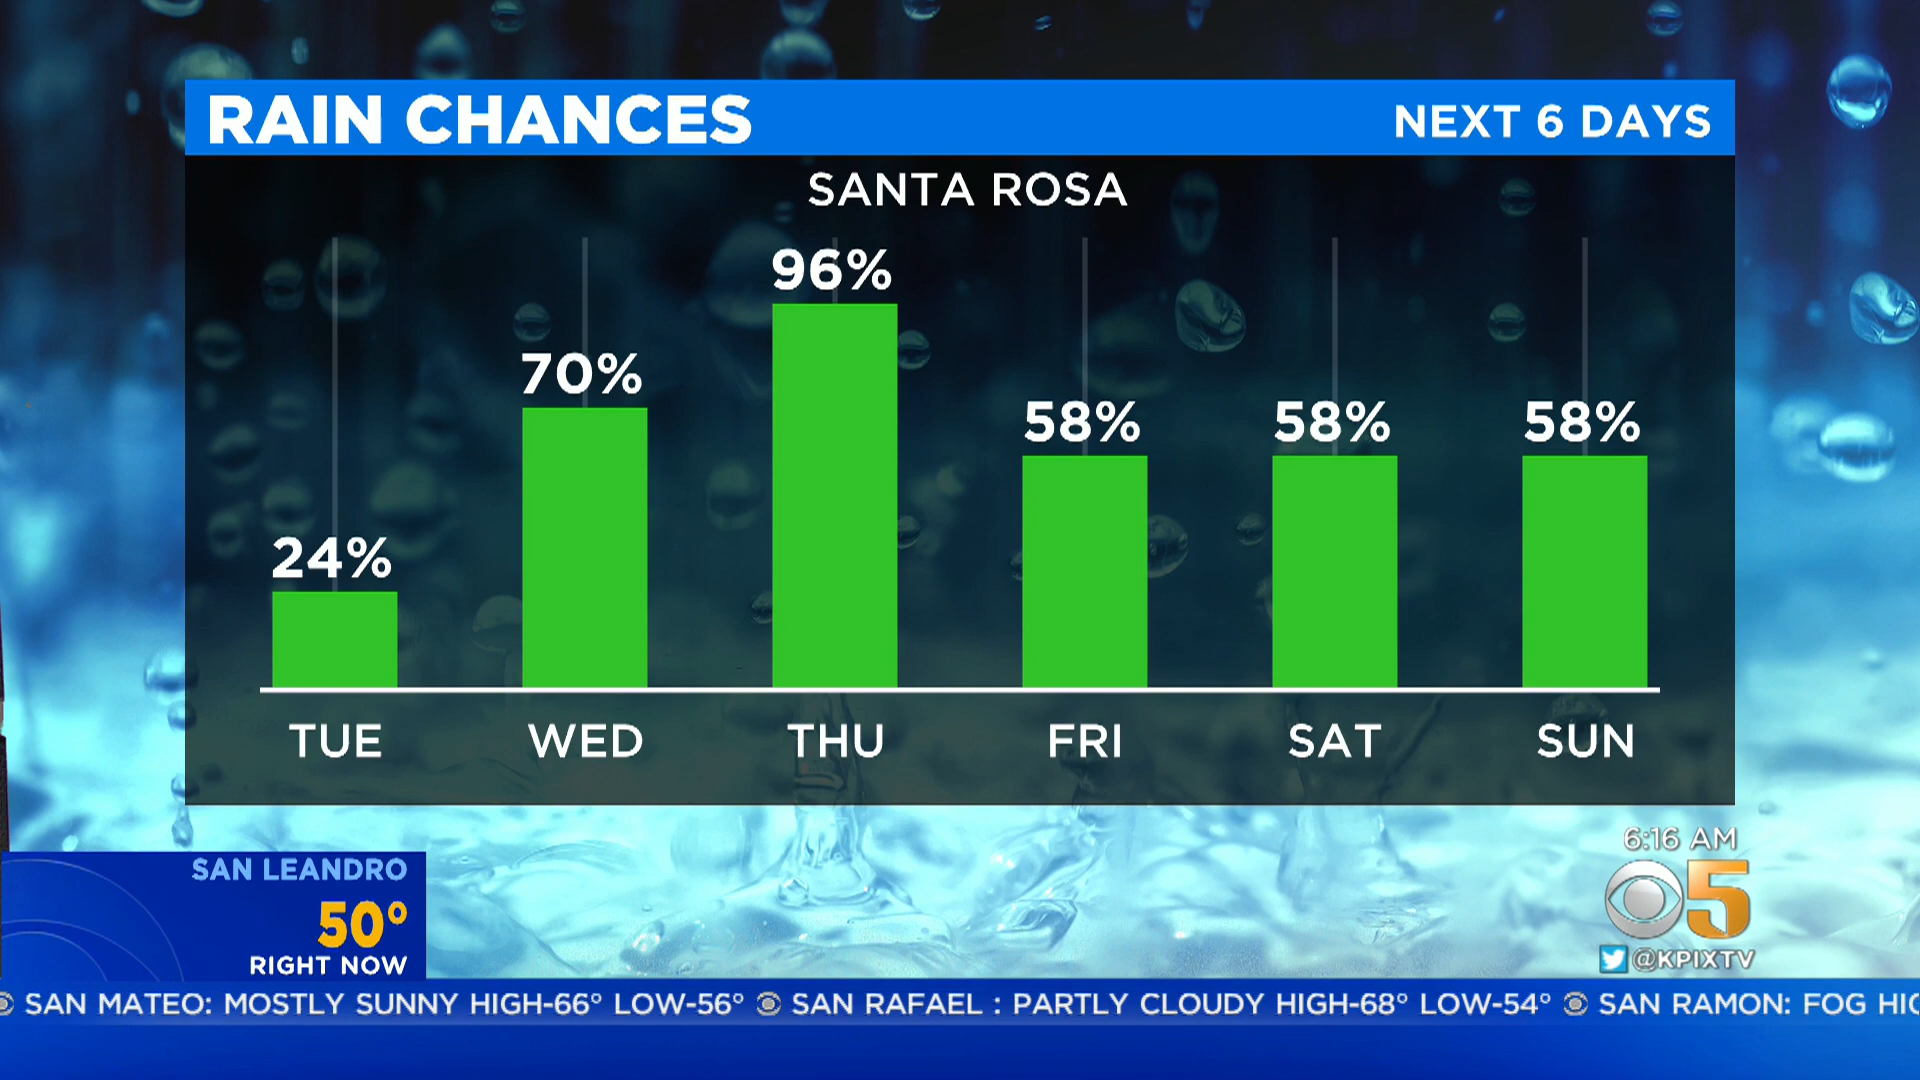 RAIN CHANCES
NEXT 6 DAYS
SANTA ROSA
24%
70%
96%
58%
58%
58%
TUE
WED
THU
FRI
SAT
SUN
SAN LEANDRO
50°
RIGHT NOW
6:16 AM
5
@KPIXTV
SAN MATEO: MOSTLY SUNNY HIGH-66° LOW-56° SAN RAFAEL : PARTLY CLOUDY HIGH-68° LOW-54° SAN RAMON: FOG